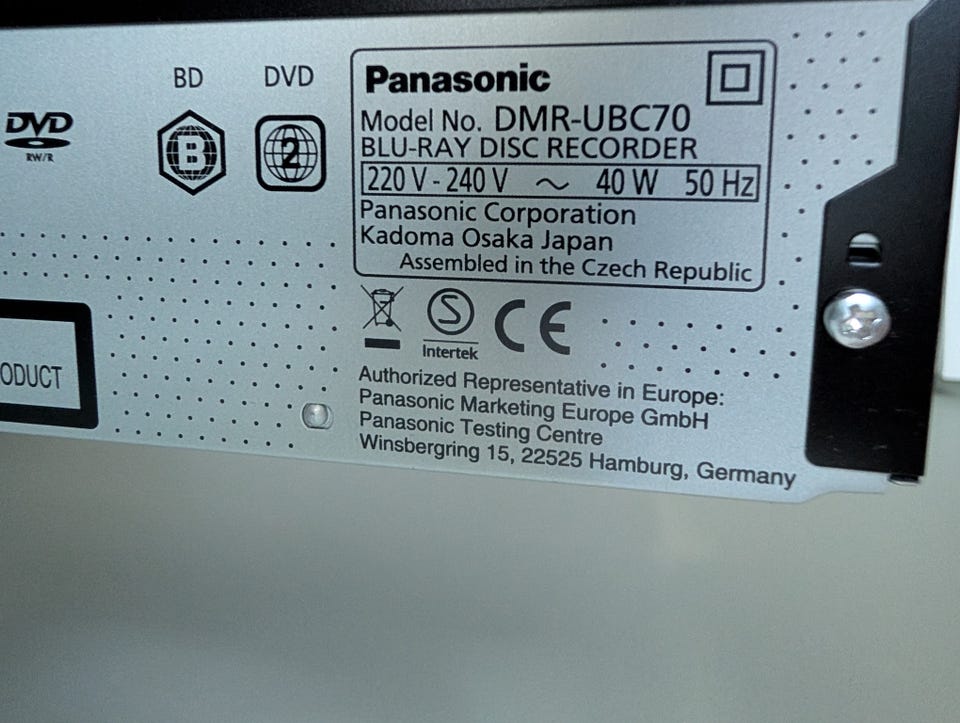 DVD
RW/R
BD
B
DVD
2
Panasonic
Model No. DMR-UBC70
BLU-RAY DISC RECORDER
220 V - 240 V ~ 40 W 50 Hz
Panasonic Corporation
Kadoma Osaka Japan
Assembled in the Czech Republic
S
Intertek
CE
ODUCT
Authorized Representative in Europe:
Panasonic Marketing Europe GmbH
Panasonic Testing Centre
Winsbergring 15, 22525 Hamburg, Germany